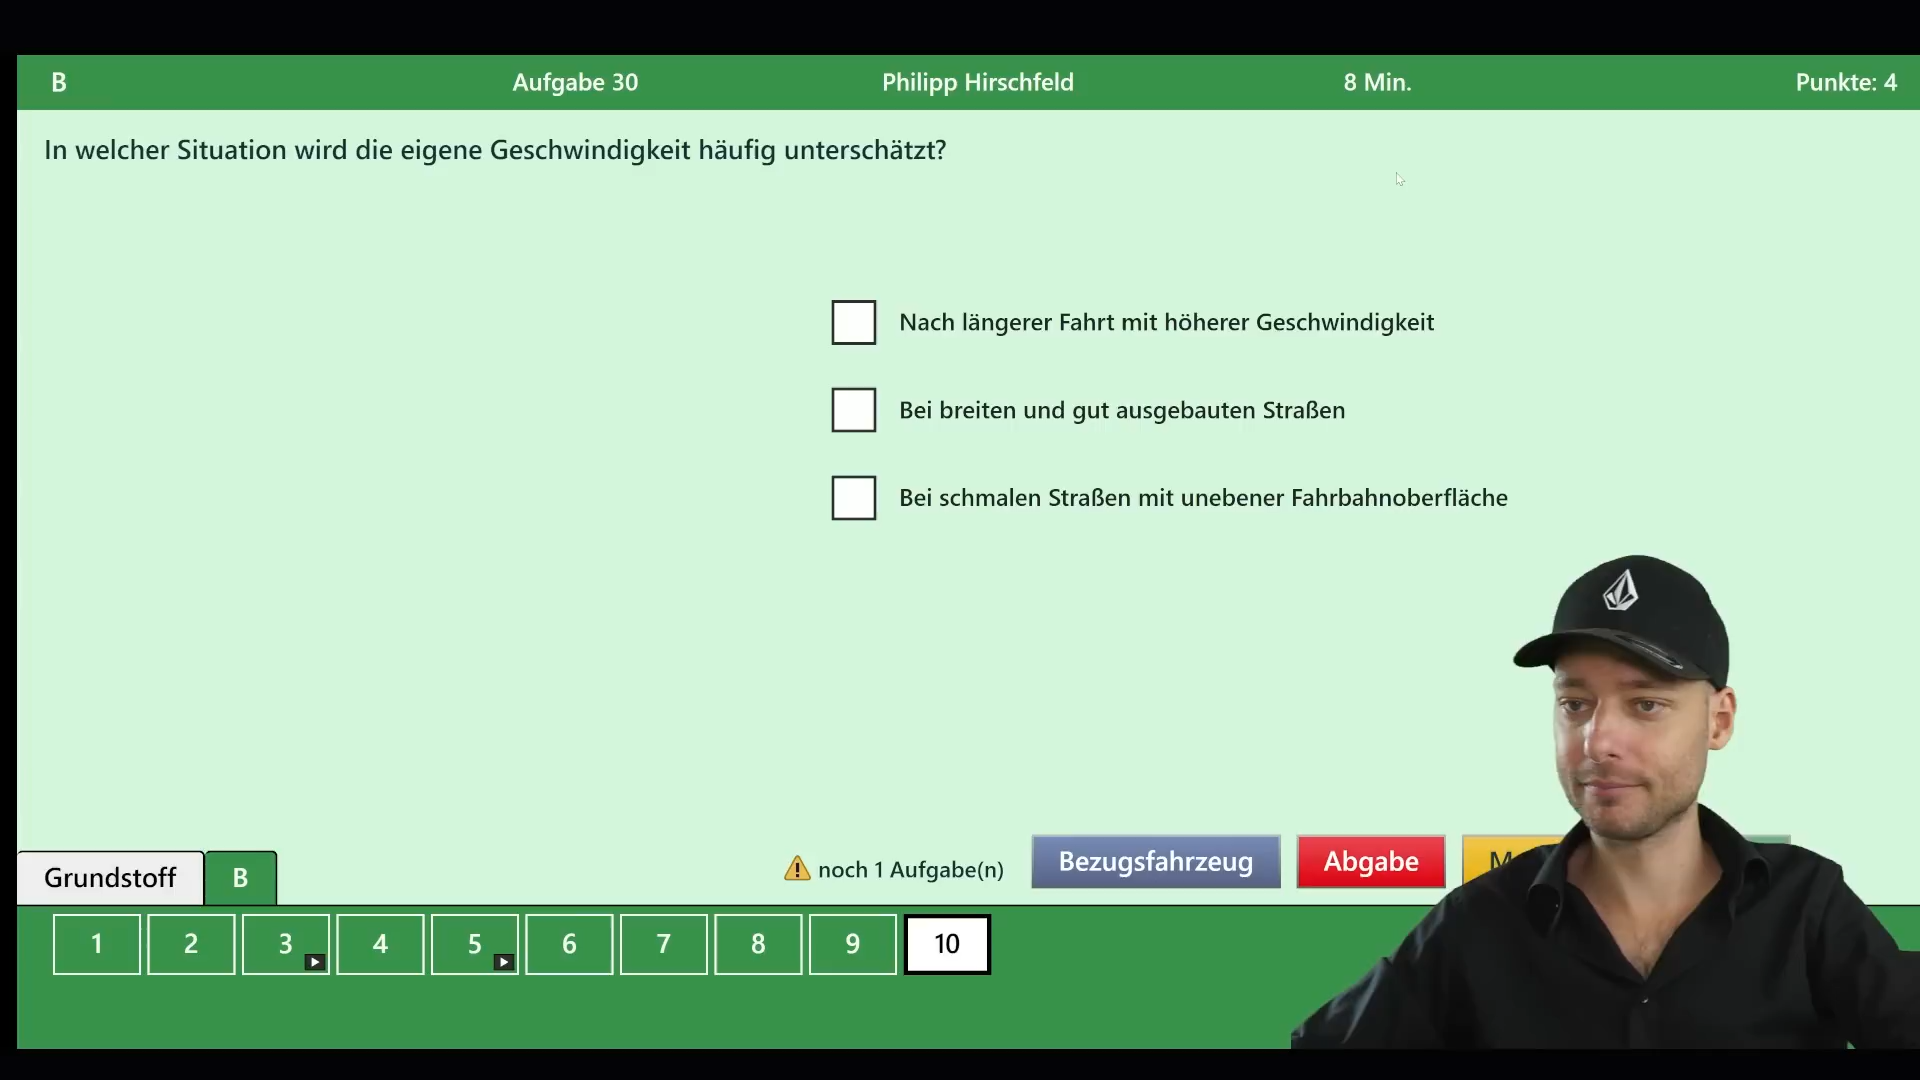 B
Aufgabe 30
Philipp Hirschfeld
8 Min.
Punkte: 4
In welcher Situation wird die eigene Geschwindigkeit häufig unterschätzt?
Nach längerer Fahrt mit höherer Geschwindigkeit
Bei breiten und gut ausgebauten Straßen
Bei schmalen Straßen mit unebener Fahrbahnoberfläche
Grundstoff
B
noch 1 Aufgabe(n)
Bezugsfahrzeug
Abgabe
1 2 3 4 5 6 7 8 9 10